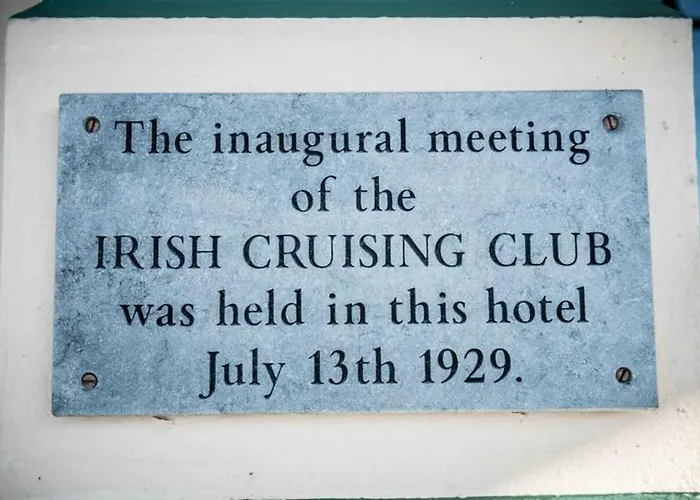 The inaugural meeting
of the
IRISH CRUISING CLUB
was held in this hotel
July 13th 1929.